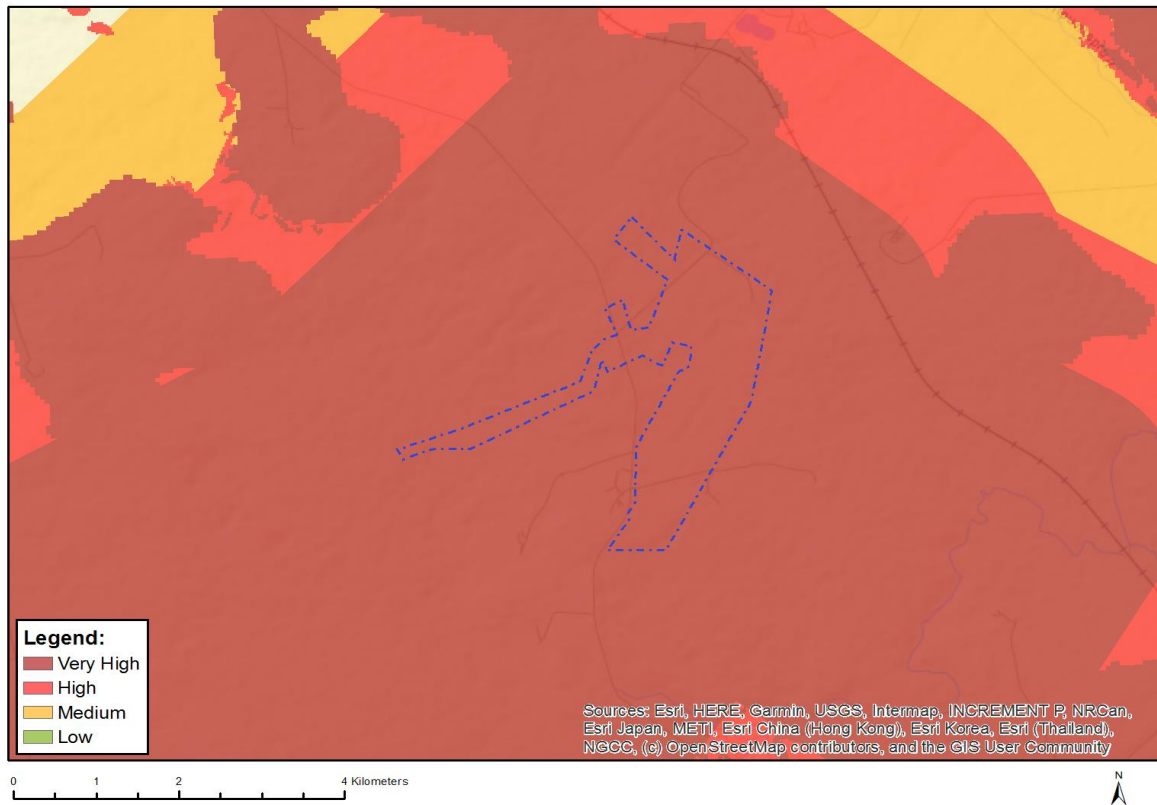 Legend:
Very High
High
Medium
Low
Sources: Esri, HERE, Garmin, USGS, Intermap, INCREMENT P, NRCan,
Esri Japan, METI, Esri China (Hong Kong), Esri Korea, Esri (Thailand),
NGCC, (c) OpenStreetMap contributors, and the GIS User Community
0 1 2 4 Kilometers
N